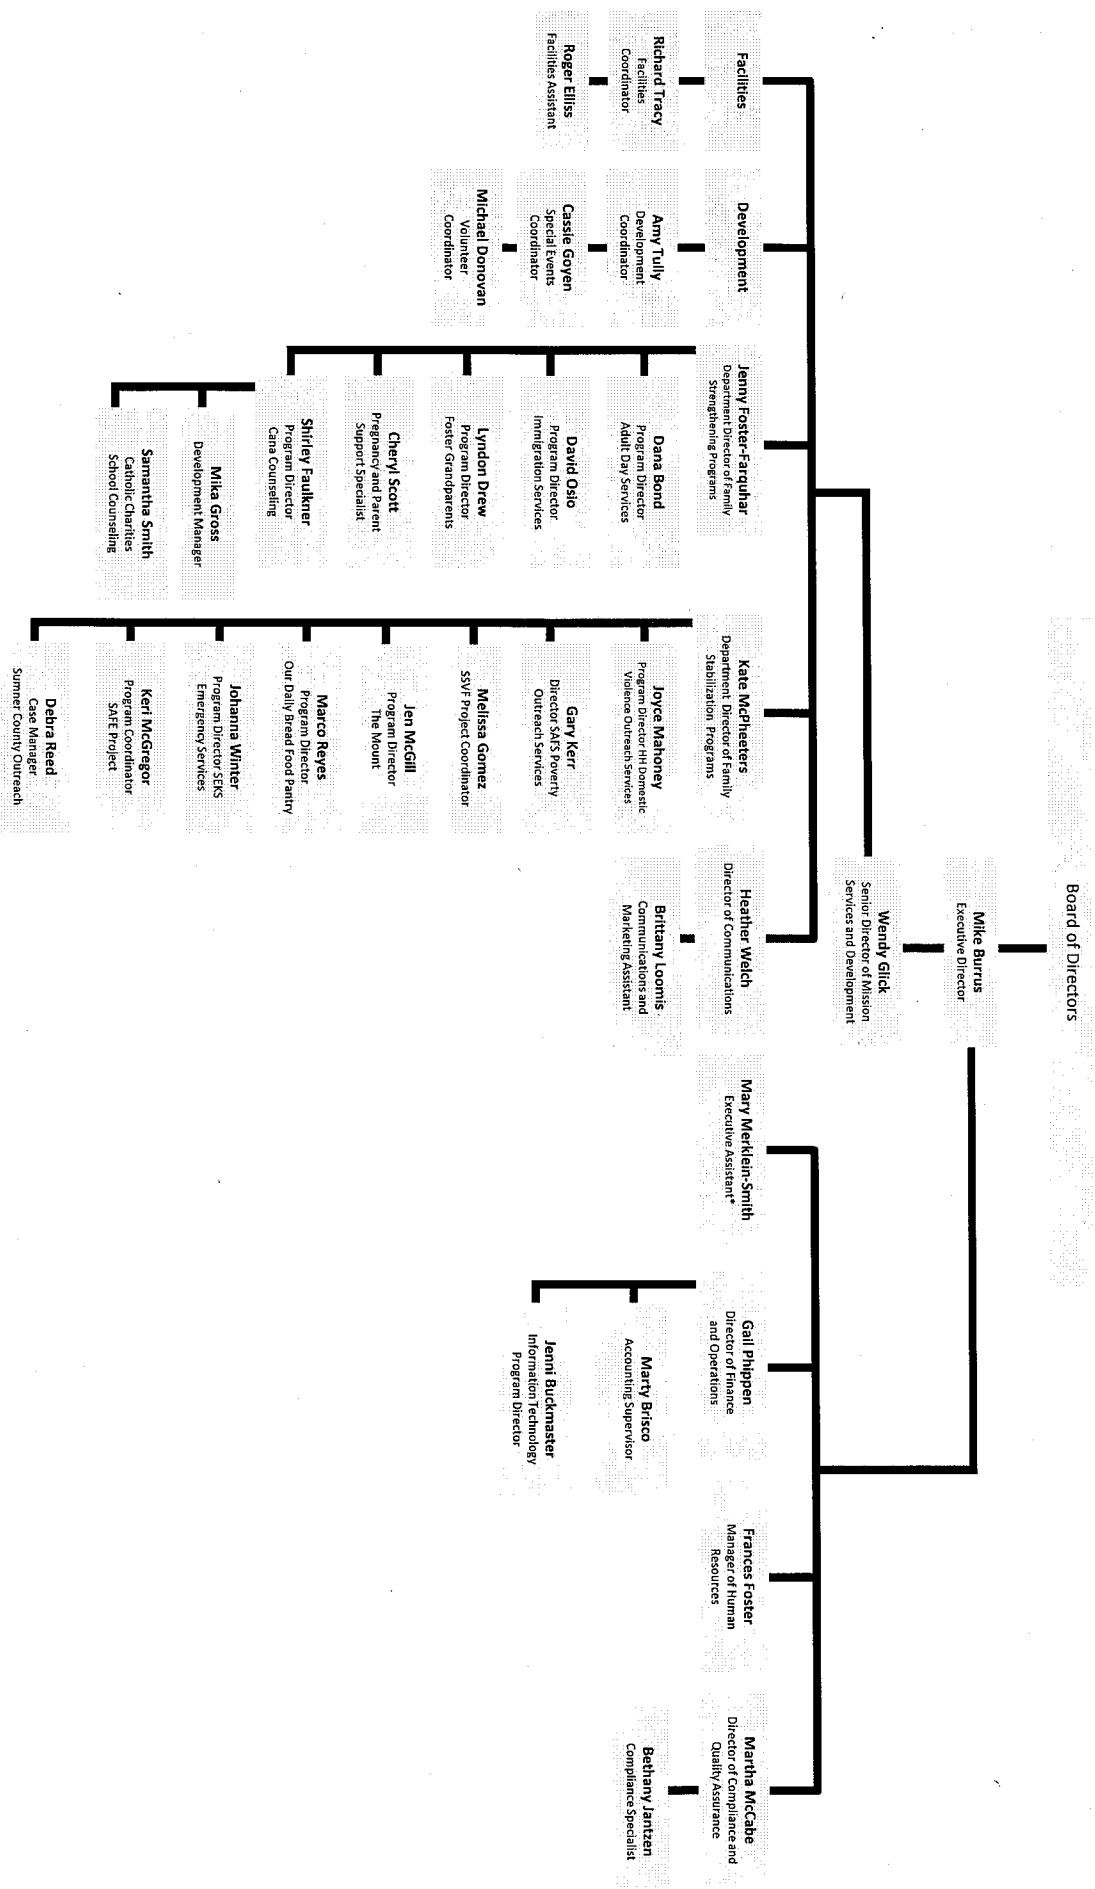 Board of Directors
Mike Burrus
Executive Director
Wendy Glick
Senior Director of Mission
Services and Development
Facilities
Richard Tracy
Facilities
Coordinator
Roger Elliss
Facilities Assistant
Development
Amy Tully
Development
Coordinator
Cassie Goyen
Special Events
Coordinator
Michael Donovan
Volunteer
Coordinator
Jenny Foster-Farquhar
Department Director of Family
Strengthening Programs
Dana Bond
Program Director
Adult Day Services
David Osio
Program Director
Immigration Services
Lyndon Drew
Program Director
Foster Grandparents
Cheryl Scott
Pregnancy and Parent
Support Specialist
Shirley Faulkner
Program Director
Cana Counseling
Mika Gross
Development Manager
Samantha Smith
Catholic Charities
School Counseling
Kate McPheeters
Department Director of Family
Stabilization Programs
Joyce Mahoney
Program Director HH Domestic
Violence Outreach Services
Gary Kerr
Director SAFS Poverty
Outreach Services
Melissa Gomez
SSVF Project Coordinator
Jen McGill
Program Director
The Mount
Marco Reyes
Program Director
Our Daily Bread Food Pantry
Johanna Winter
Program Director SEKS
Emergency Services
Keri McGregor
Program Coordinator
SAFE Project
Debra Reed
Case Manager
Sumner County Outreach
Heather Welch
Director of Communications
Brittany Loomis
Communications and
Marketing Assistant
Mary Merklein-Smith
Executive Assistant*
Gail Phippen
Director of Finance
and Operations
Marty Brisco
Accounting Supervisor
Jenni Buckmaster
Information Technology
Program Director
Frances Foster
Manager of Human
Resources
Martha McCabe
Director of Compliance and
Quality Assurance
Bethany Jantzen
Compliance Specialist